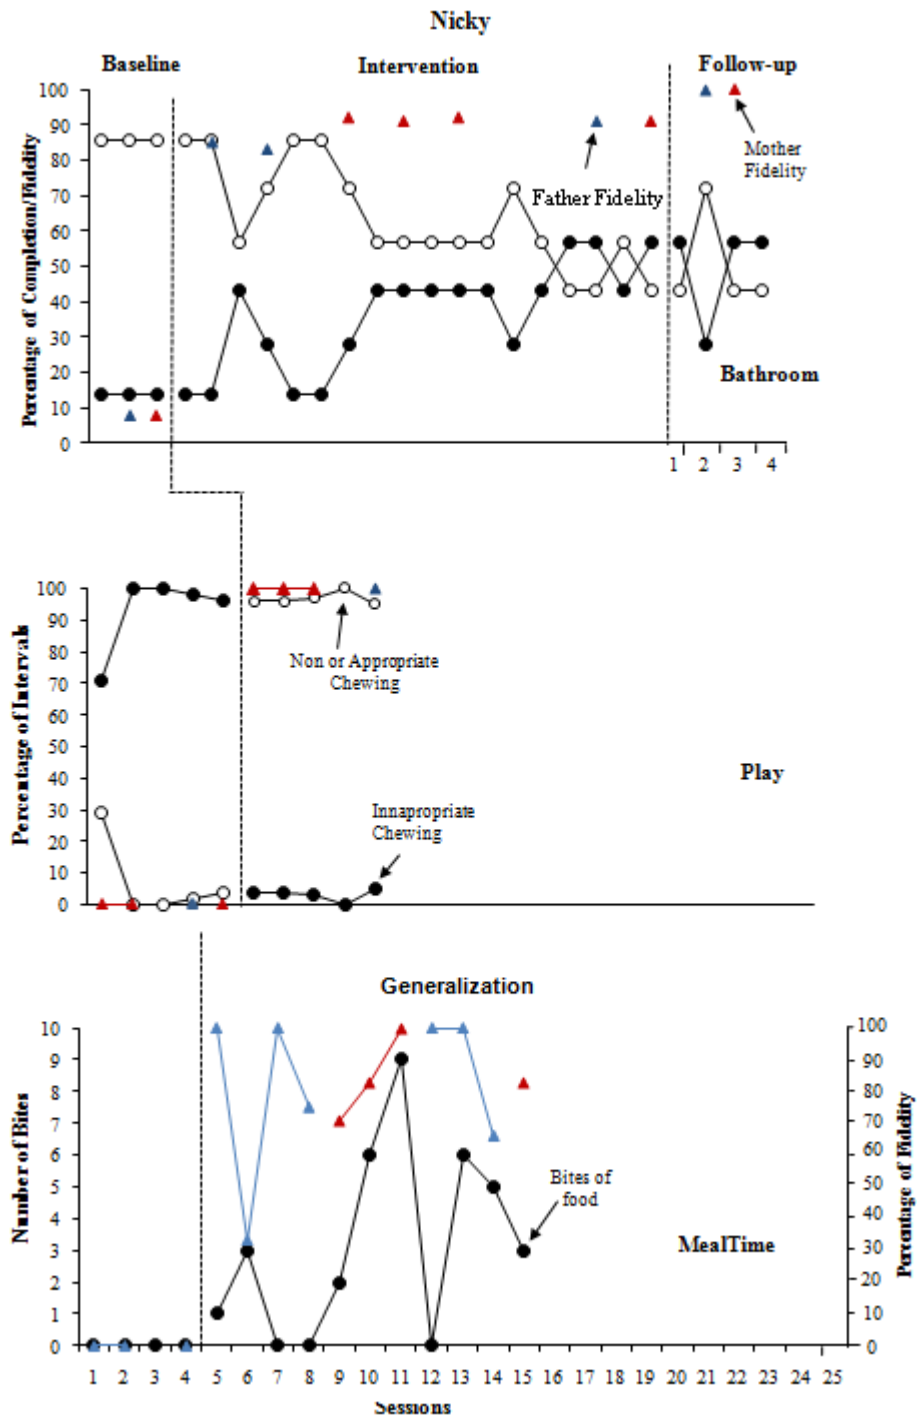 Nicky
Baseline
Intervention
Follow-up
Percentage of Completion/Fiddity
100
90
80
70
60
50
40
30
20
10
0
Father Fidelity
Mother
Fidelity
Bathroom
1 2 3 4
Percentage of Intervals
100
90
80
70
60
50
40
30
20
10
0
Non or Appropriate
Chewing
Innapropriate
Chewing
Play
Generalization
Number of Bites
10
9
8
7
6
5
4
3
2
1
0
Bites of
food
MealTime
100
90
80
70
60
50
40
30
20
10
0
Percentage of Fiddity
1 2 3 4 5 6 7 8 9 10 11 12 13 14 15 16 17 18 19 20 21 22 23 24 25
Sessions